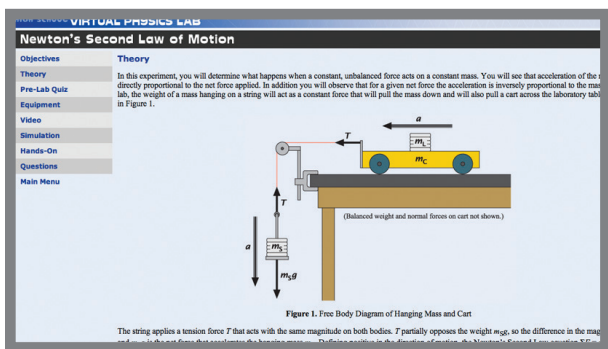 VIRTUAL PHYSICS LAB
Newton's Second Law of Motion
Objectives
Theory
Pre-Lab Quiz
Equipment
Video
Simulation
Hands-On
Questions
Main Menu
Theory
In this experiment, you will determine what happens when a constant, unbalanced force acts on a constant mass. You will see that acceleration of the
directly proportional to the net force applied. In addition you will observe that for a given net force the acceleration is inversely proportional to the
lab, the weight of a mass hanging on a string will act as a constant force that will pull the mass down and will also pull a cart across the laboratory
in Figure 1.
a
T
mL
mC
T
(Balanced weight and normal forces on cart not shown.)
a
mS
mSg
Figure 1. Free Body Diagram of Hanging Mass and Cart
The string applies a tension force T that acts with the same magnitude on both bodies. T partially opposes the weight mSg, so the difference in the